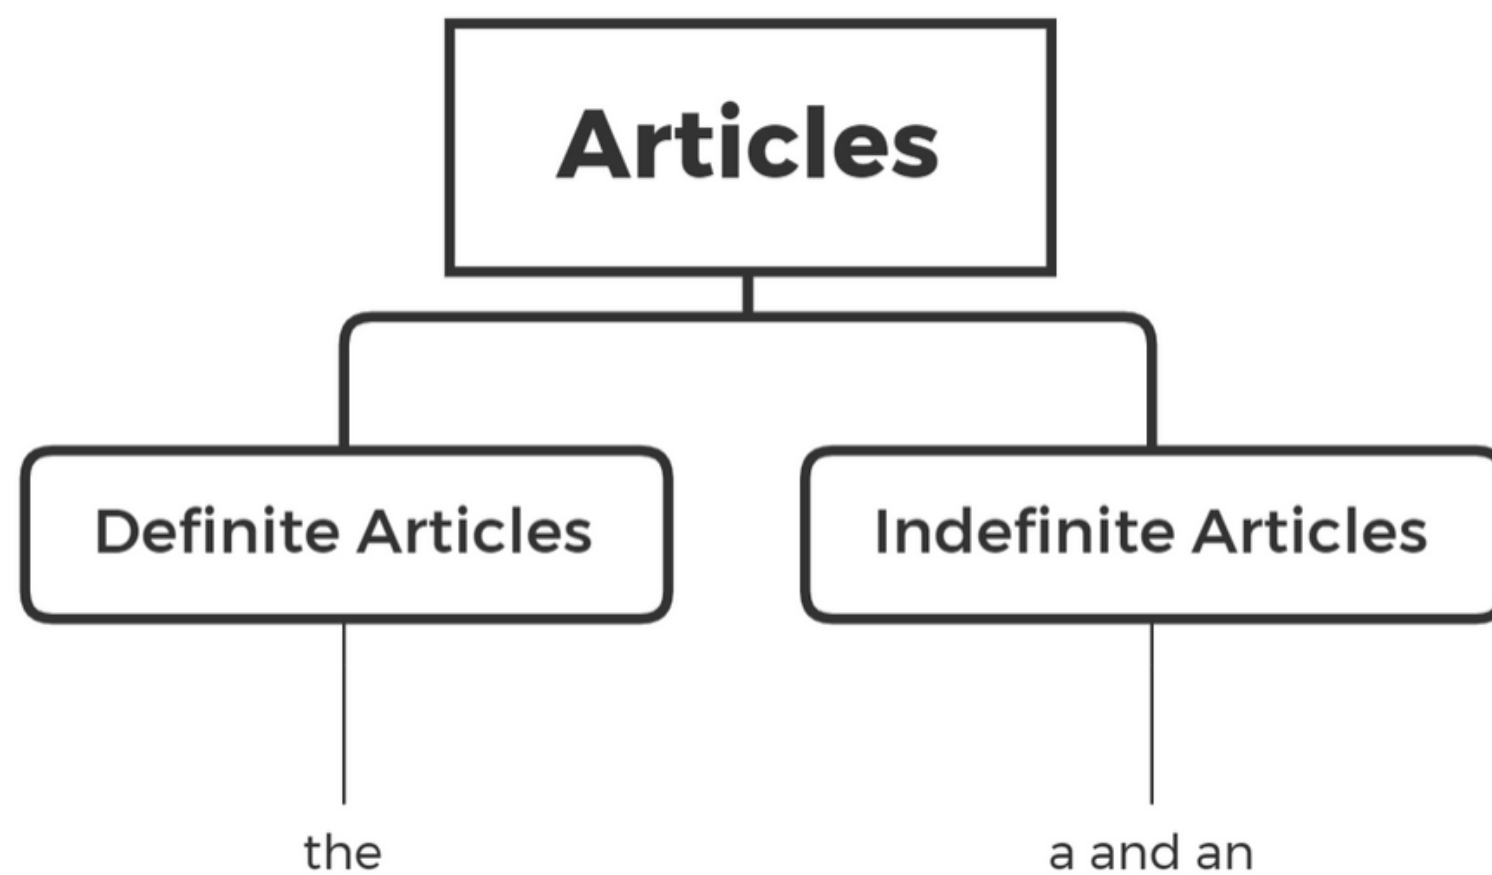 Articles
Definite Articles
Indefinite Articles
the
a and an